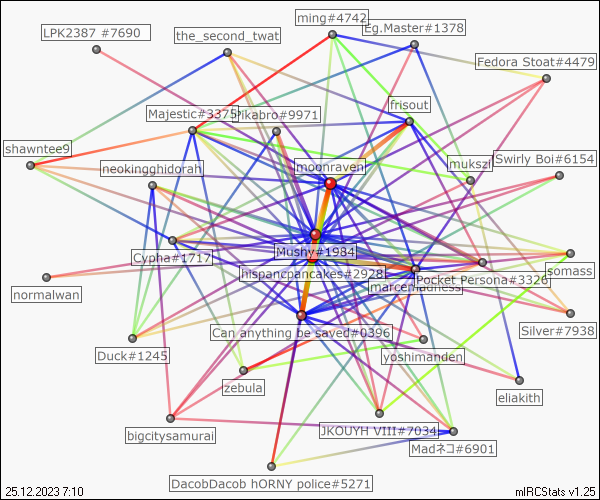 ming#4742
LPK2387 #7690
the_second_twat
Eg.Master#1378
Fedora Stoat#4479
frisout
Majestic#3375
Pikabro#9971
shawntee9
neokingghidorah
moonraven
mukszi
Swirly Boi#6154
Mushy#1984
Cypha#1717
hispancpancakes#2928
Pocket Persona#3326
somass
marcemadness
normalwan
Can anything be saved#0396
Silver#7938
Duck#1245
yoshimanden
zebula
eliakith
bigcitysamurai
JKOUYH VIII#7034
Madネコ#6901
DacobDacob hORNY police#5271
25.12.2023 7:10
mIRCStats v1.25